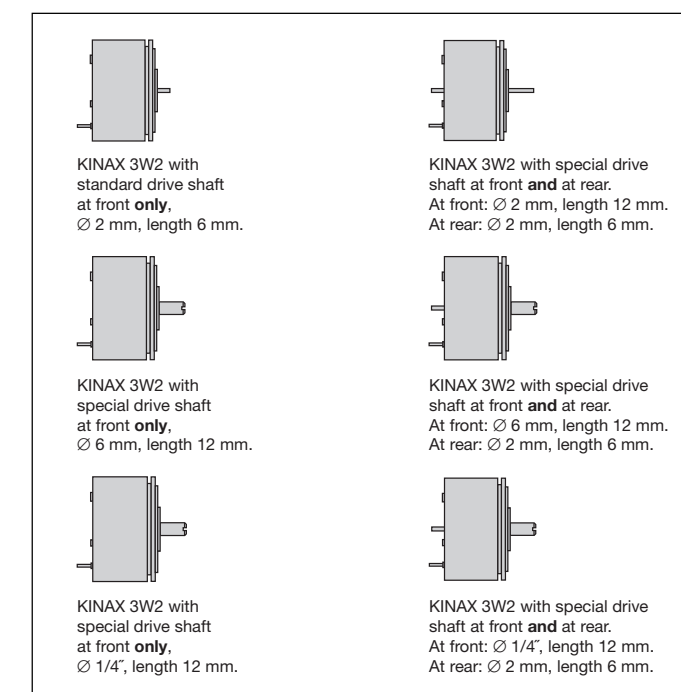 KINAX 3W2 with
standard drive shaft
at front only,
∅ 2 mm, length 6 mm.
KINAX 3W2 with special drive
shaft at front and at rear.
At front: ∅ 2 mm, length 12 mm.
At rear: ∅ 2 mm, length 6 mm.
KINAX 3W2 with
special drive shaft
at front only,
∅ 6 mm, length 12 mm.
KINAX 3W2 with special drive
shaft at front and at rear.
At front: ∅ 6 mm, length 12 mm.
At rear: ∅ 2 mm, length 6 mm.
KINAX 3W2 with
special drive shaft
at front only,
∅ 1/4˝, length 12 mm.
KINAX 3W2 with special drive
shaft at front and at rear.
At front: ∅ 1/4˝, length 12 mm.
At rear: ∅ 2 mm, length 6 mm.